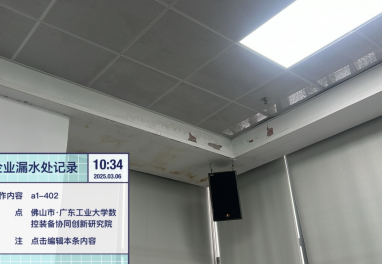 业漏水处记录
10:34
2025.03.06
作内容 a1-402
点 佛山市·广东工业大学数
控装备协同创新研究院
注 点击编辑本条内容